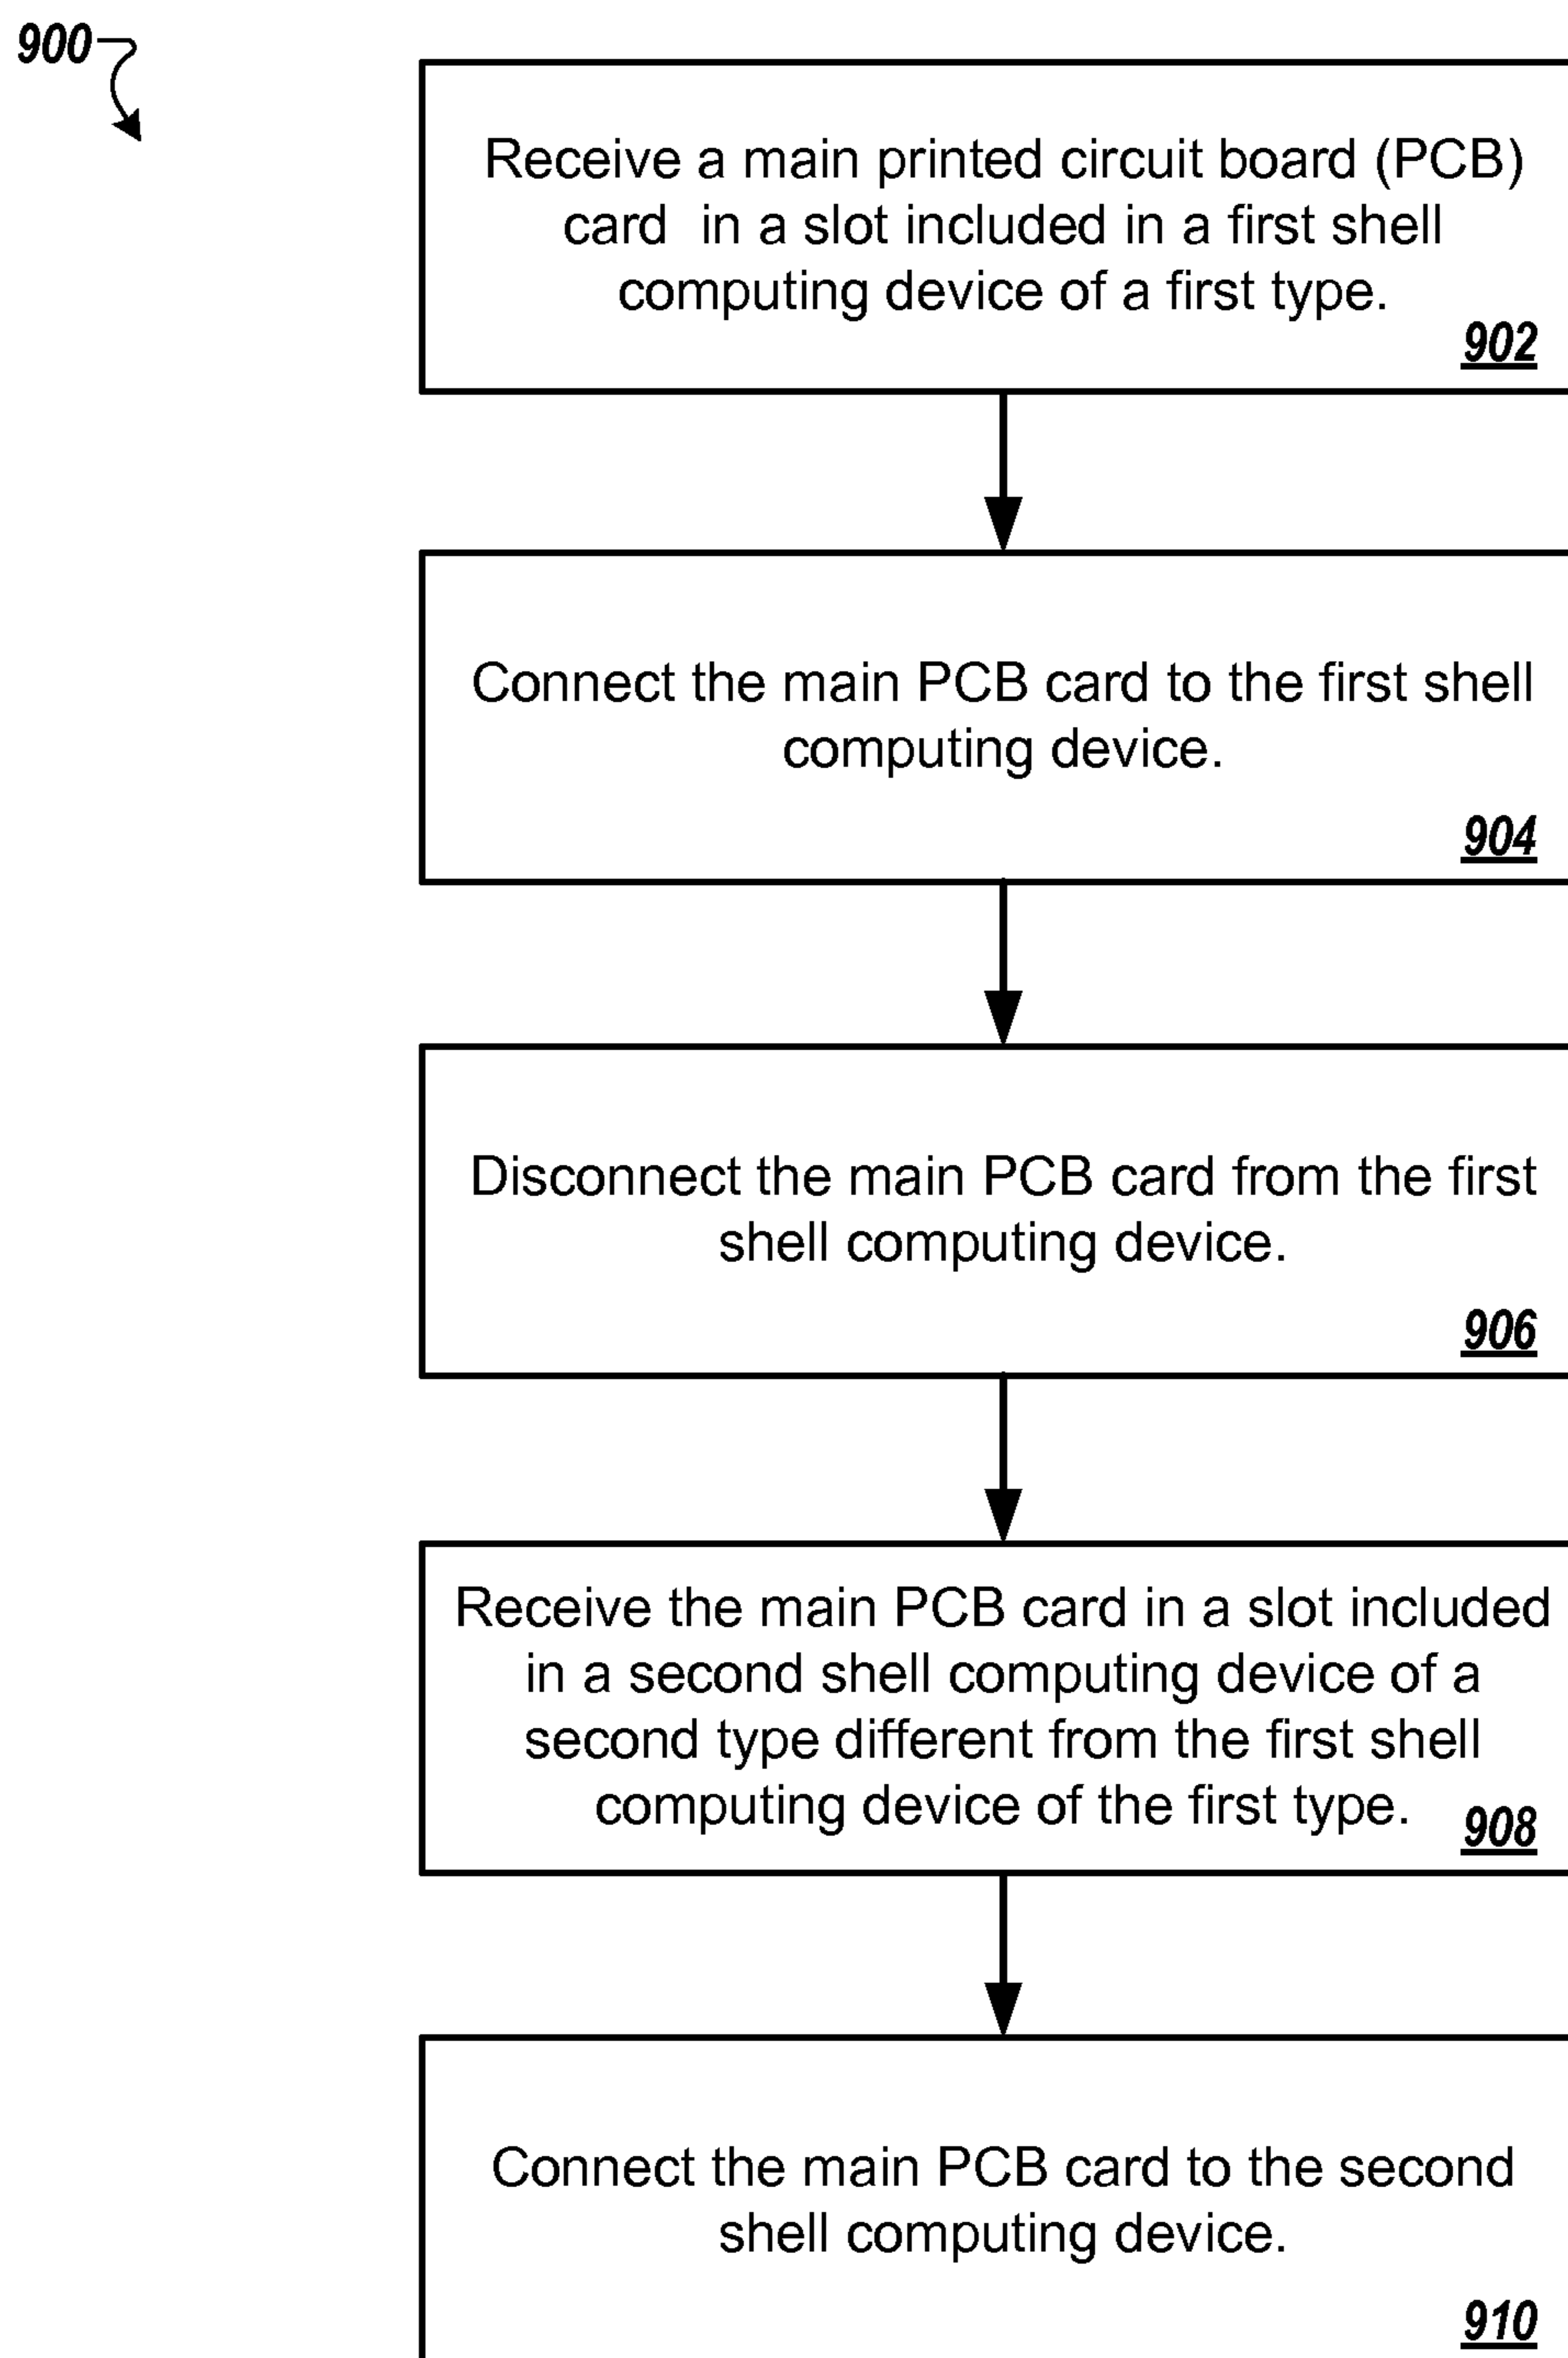 900
Receive a main printed circuit board (PCB)
card in a slot included in a first shell
computing device of a first type.
902
Connect the main PCB card to the first shell
computing device.
904
Disconnect the main PCB card from the first
shell computing device.
906
Receive the main PCB card in a slot included
in a second shell computing device of a
second type different from the first shell
computing device of the first type.
908
Connect the main PCB card to the second
shell computing device.
910